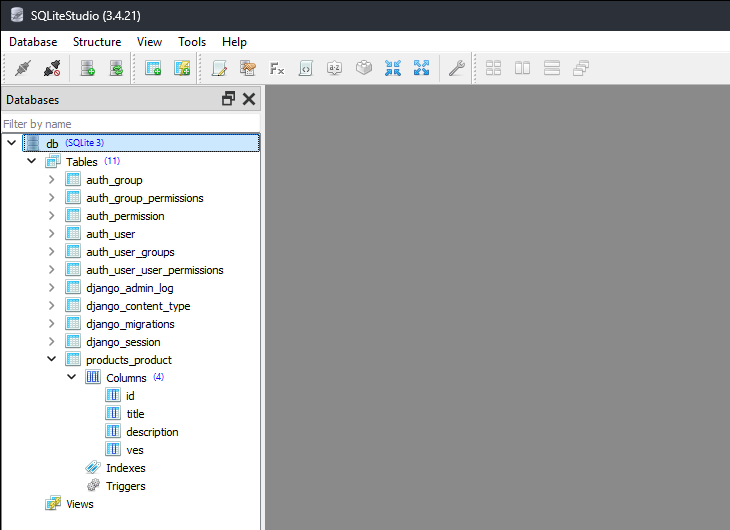 SQLiteStudio (3.4.21)
Database Structure View Tools Help
Databases
Filter by name
db (SQLite 3)
Tables (11)
auth_group
auth_group_permissions
auth_permission
auth_user
auth_user_groups
auth_user_user_permissions
django_admin_log
django_content_type
django_migrations
django_session
products_product
Columns (4)
id
title
description
ves
Indexes
Triggers
Views